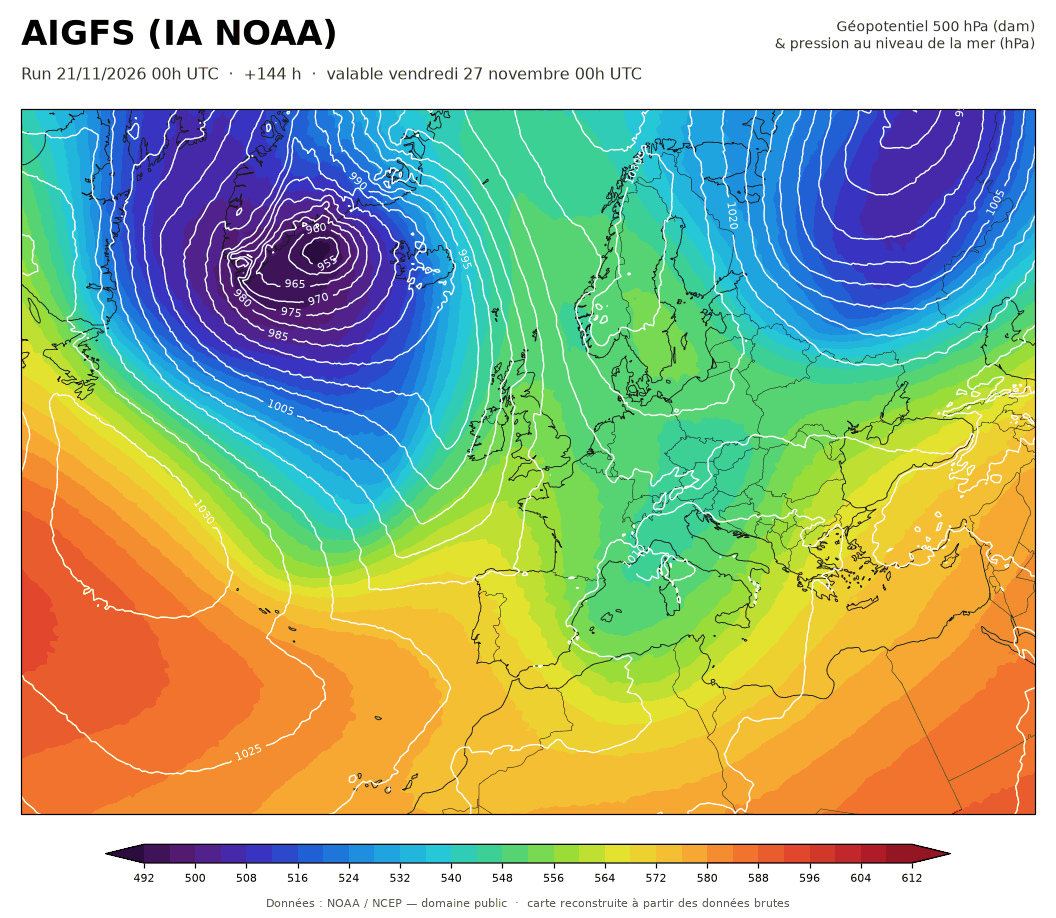 AIGFS (IA NOAA)
Géopotentiel 500 hPa (dam)
& pression au niveau de la mer (hPa)
Run 21/11/2026 00h UTC · +144 h · valable vendredi 27 novembre 00h UTC
990
1020
1005
960
995
955
965
980
970
975
985
1005
1030
1025
492 500 508 516 524 532 540 548 556 564 572 580 588 596 604 612
Données : NOAA / NCEP — domaine public · carte reconstruite à partir des données brutes